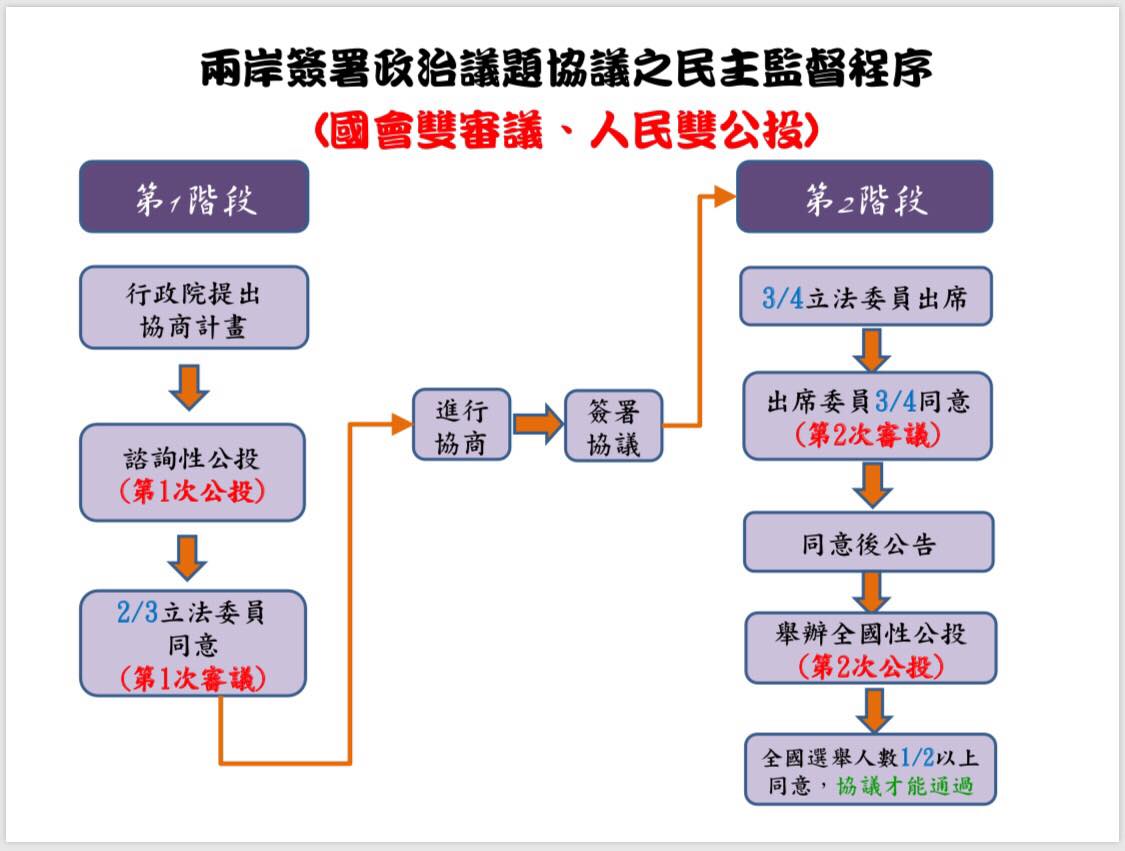 兩岸簽署政治議題協議之民主監督程序
(國會雙審議、人民雙公投)
第1階段
行政院提出
協商計畫
諮詢性公投
(第1次公投)
2/3立法委員
同意
(第1次審議)
進行
協商
簽署
協議
第2階段
3/4立法委員出席
出席委員3/4同意
(第2次審議)
同意後公告
舉辦全國性公投
(第2次公投)
全國選舉人數1/2以上
同意，協議才能通過